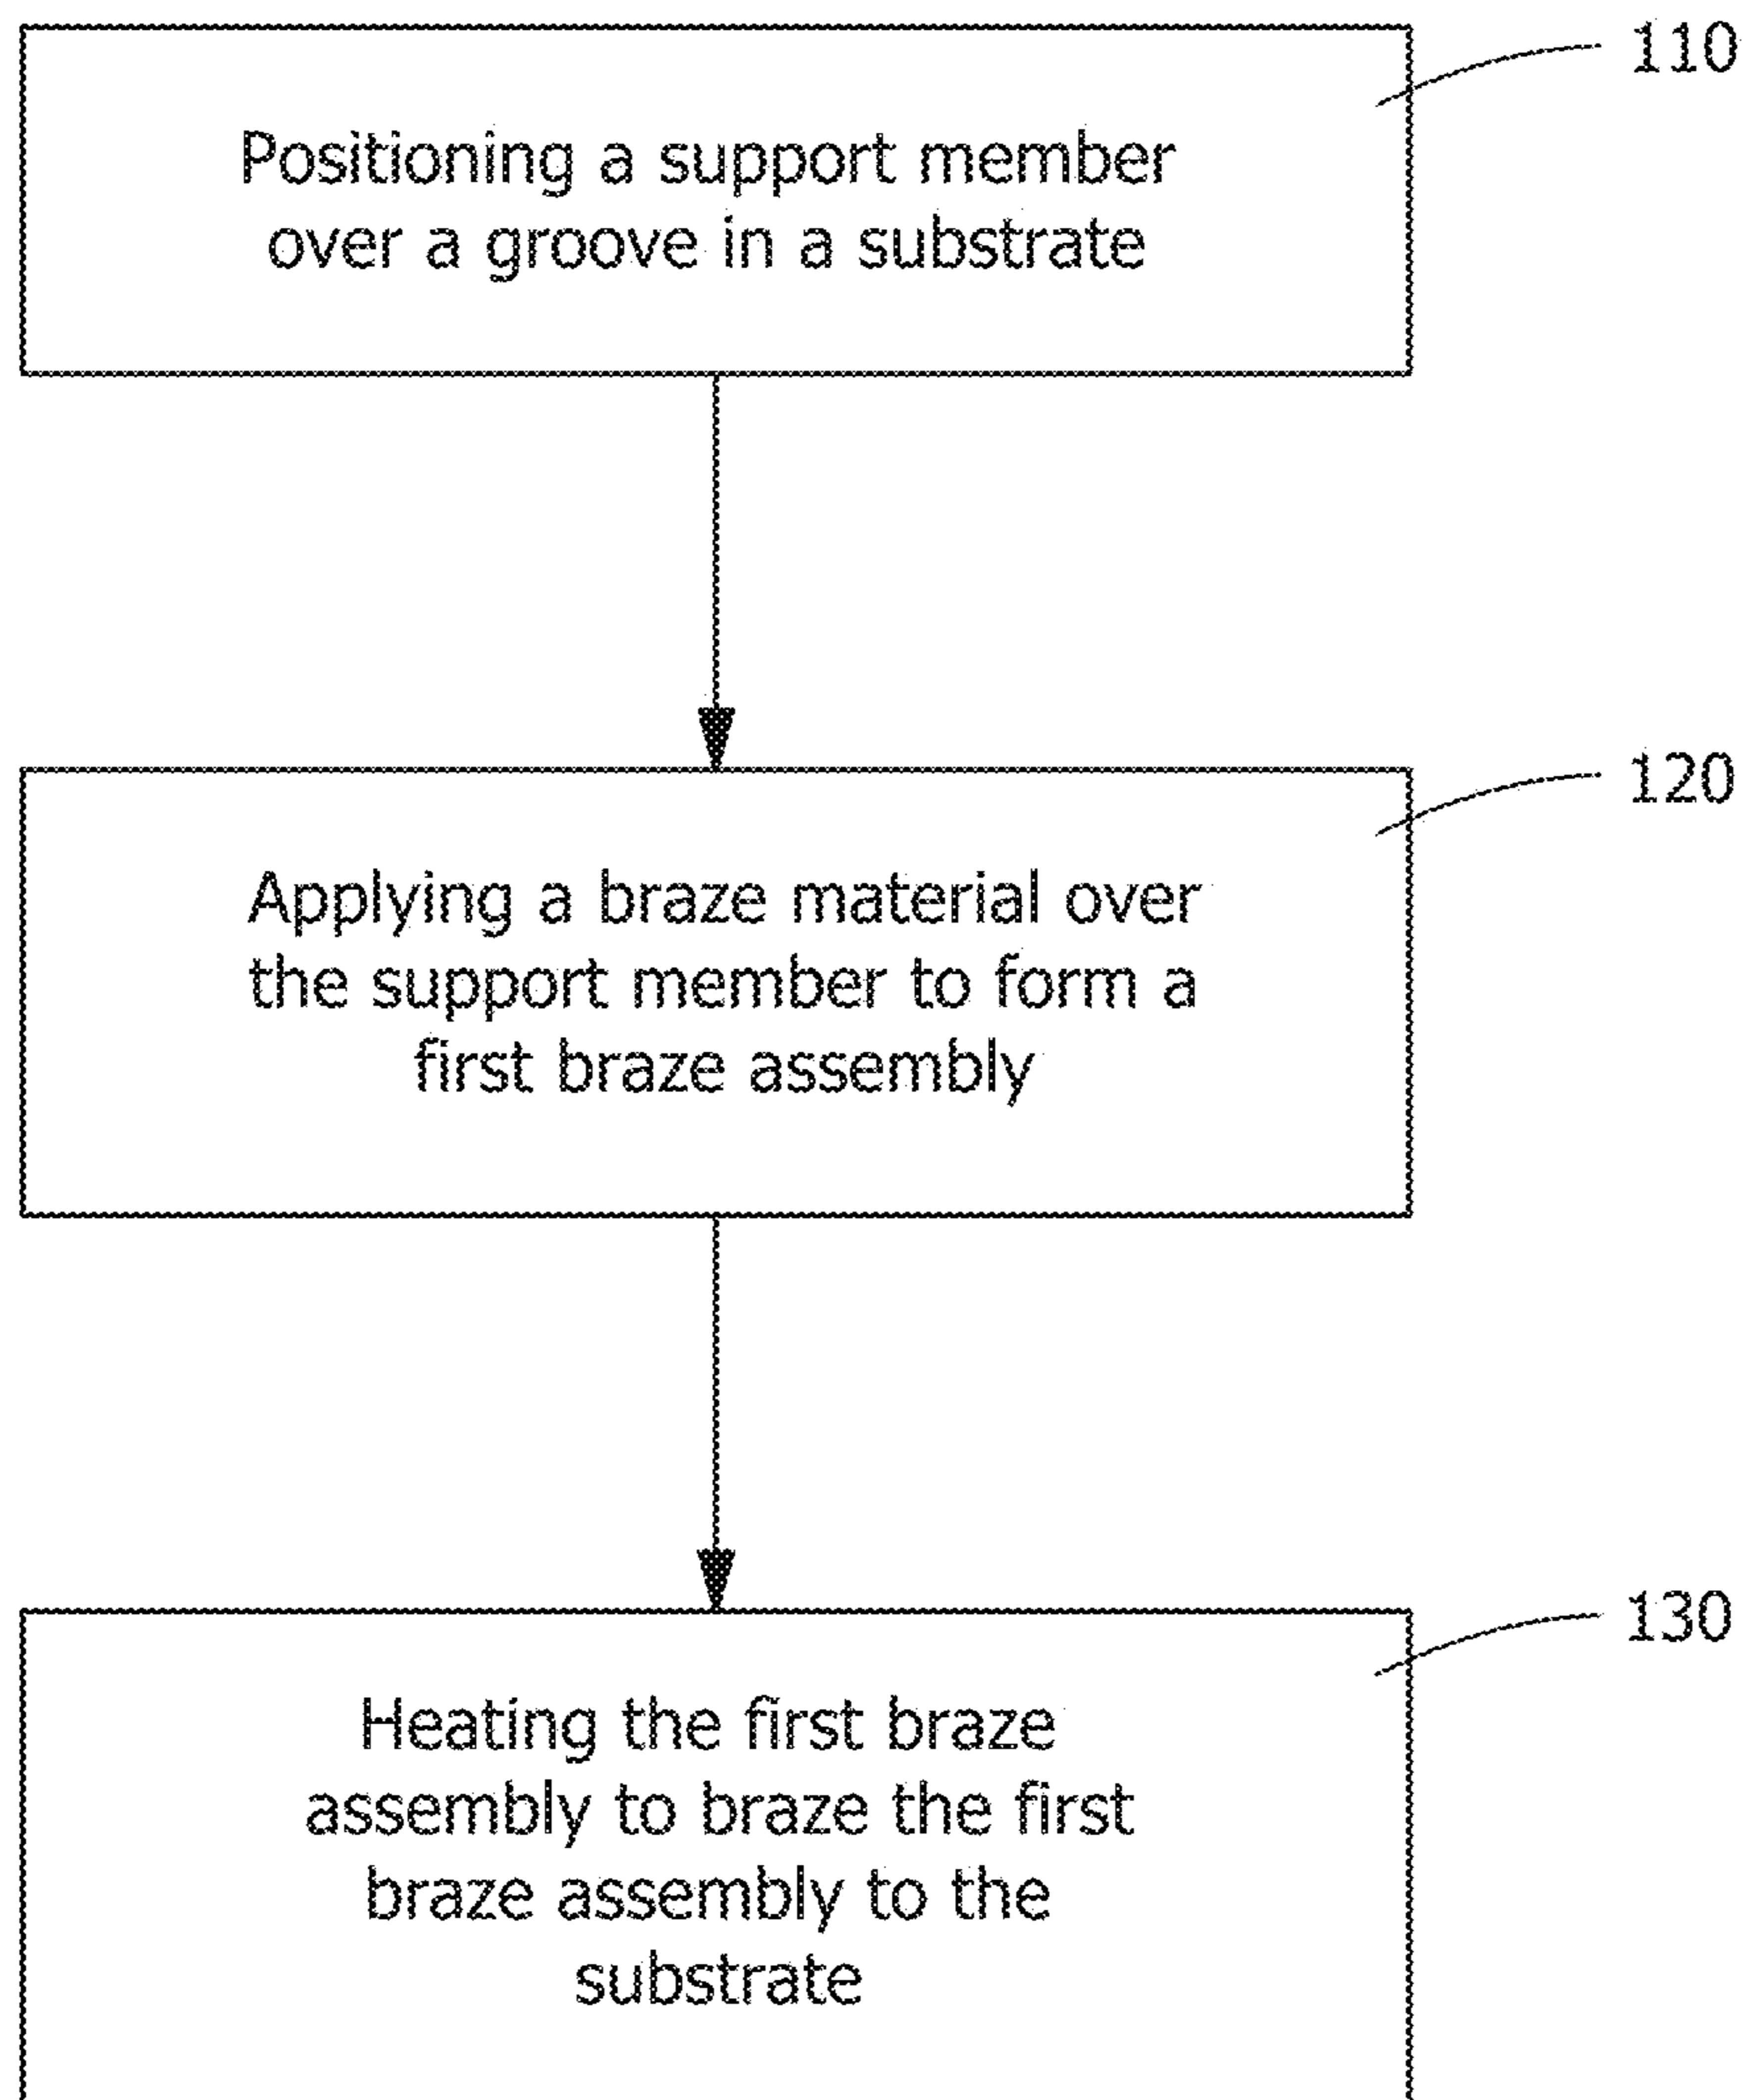 110
Positioning a support member
over a groove in a substrate
120
Applying a braze material over
the support member to form a
first braze assembly
130
Heating the first braze
assembly to braze the first
braze assembly to the
substrate